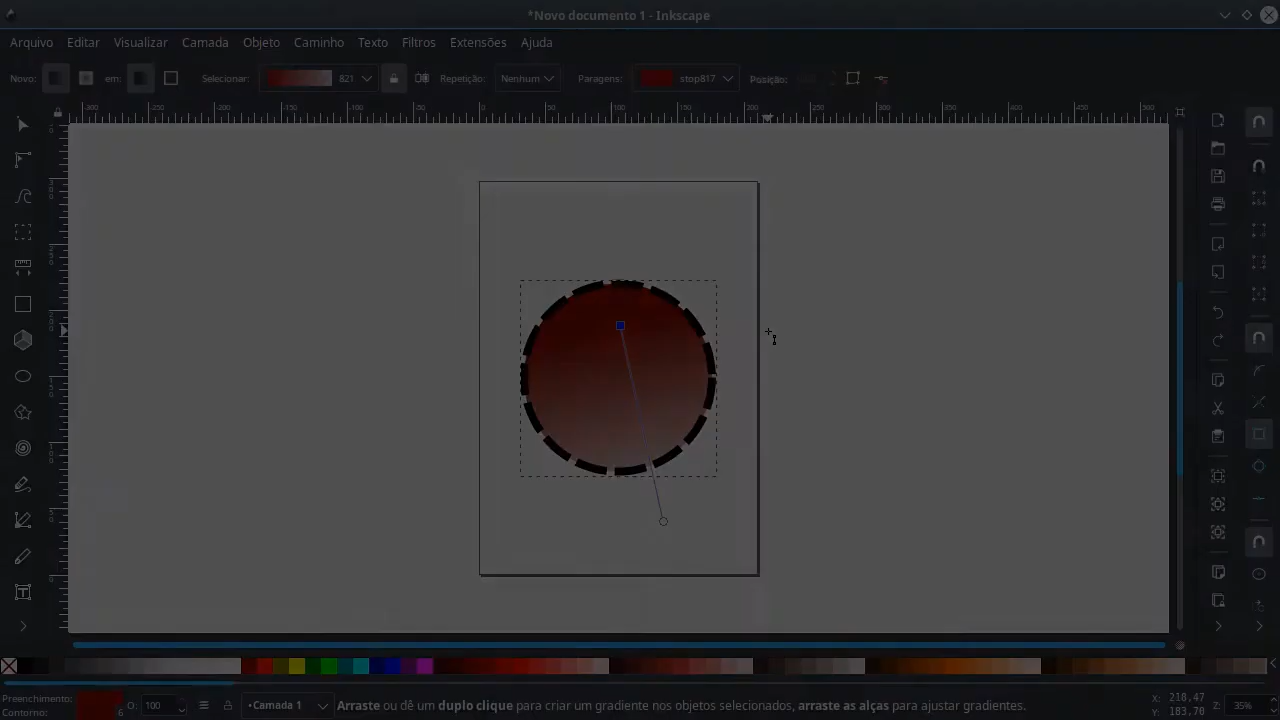 *Novo documento 1 - Inkscape
Arquivo Editar Visualizar Camada Objeto Caminho Texto Filtros Extensões Ajuda
Novo: em: Selecionar: 821 Repetição: Nenhum Paragens: stop817 Posição:
Preenchimento: O: 100 •Camada 1 Arraste ou dê um duplo clique para criar um gradiente nos objetos selecionados, arraste as alças para ajustar gradientes. X: 218,47 Z: 35%
Contorno: 6 Y: 183,70